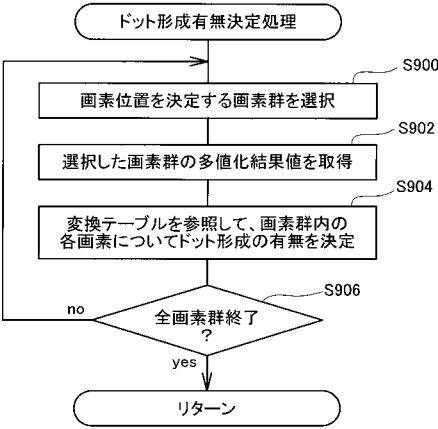 ドット形成有無決定処理
S900
画素位置を決定する画素群を選択
S902
選択した画素群の多値化結果値を取得
S904
変換テーブルを参照して、画素群内の
各画素についてドット形成の有無を決定
S906
no
全画素群終了
?
yes
リターン